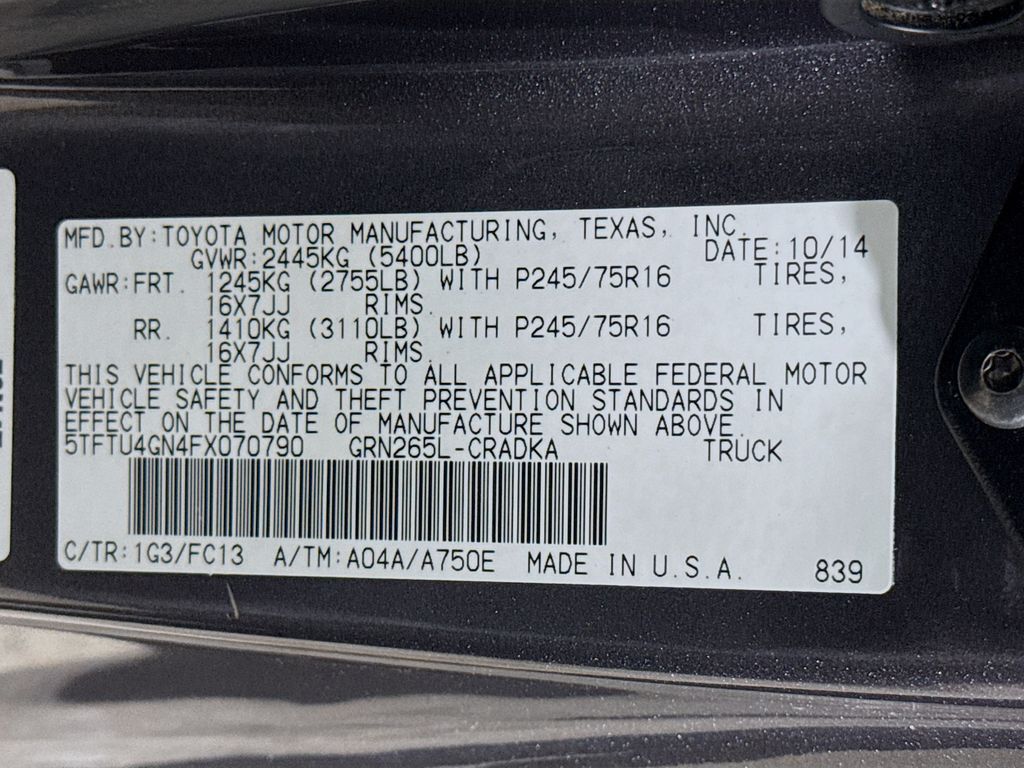 MFD.BY:TOYOTA MOTOR MANUFACTURING, TEXAS, INC.
GVWR:2445KG (5400LB) DATE:10/14
GAWR:FRT. 1245KG (2755LB) WITH P245/75R16 TIRES,
16X7JJ RIMS.
RR. 1410KG (3110LB) WITH P245/75R16 TIRES,
16X7JJ RIMS.
THIS VEHICLE CONFORMS TO ALL APPLICABLE FEDERAL MOTOR
VEHICLE SAFETY AND THEFT PREVENTION STANDARDS IN
EFFECT ON THE DATE OF MANUFACTURE SHOWN ABOVE.
5TFTU4GN4FX070790 GRN265L-CRADKA TRUCK
C/TR:1G3/FC13 A/TM:A04A/A750E MADE IN U.S.A. 839